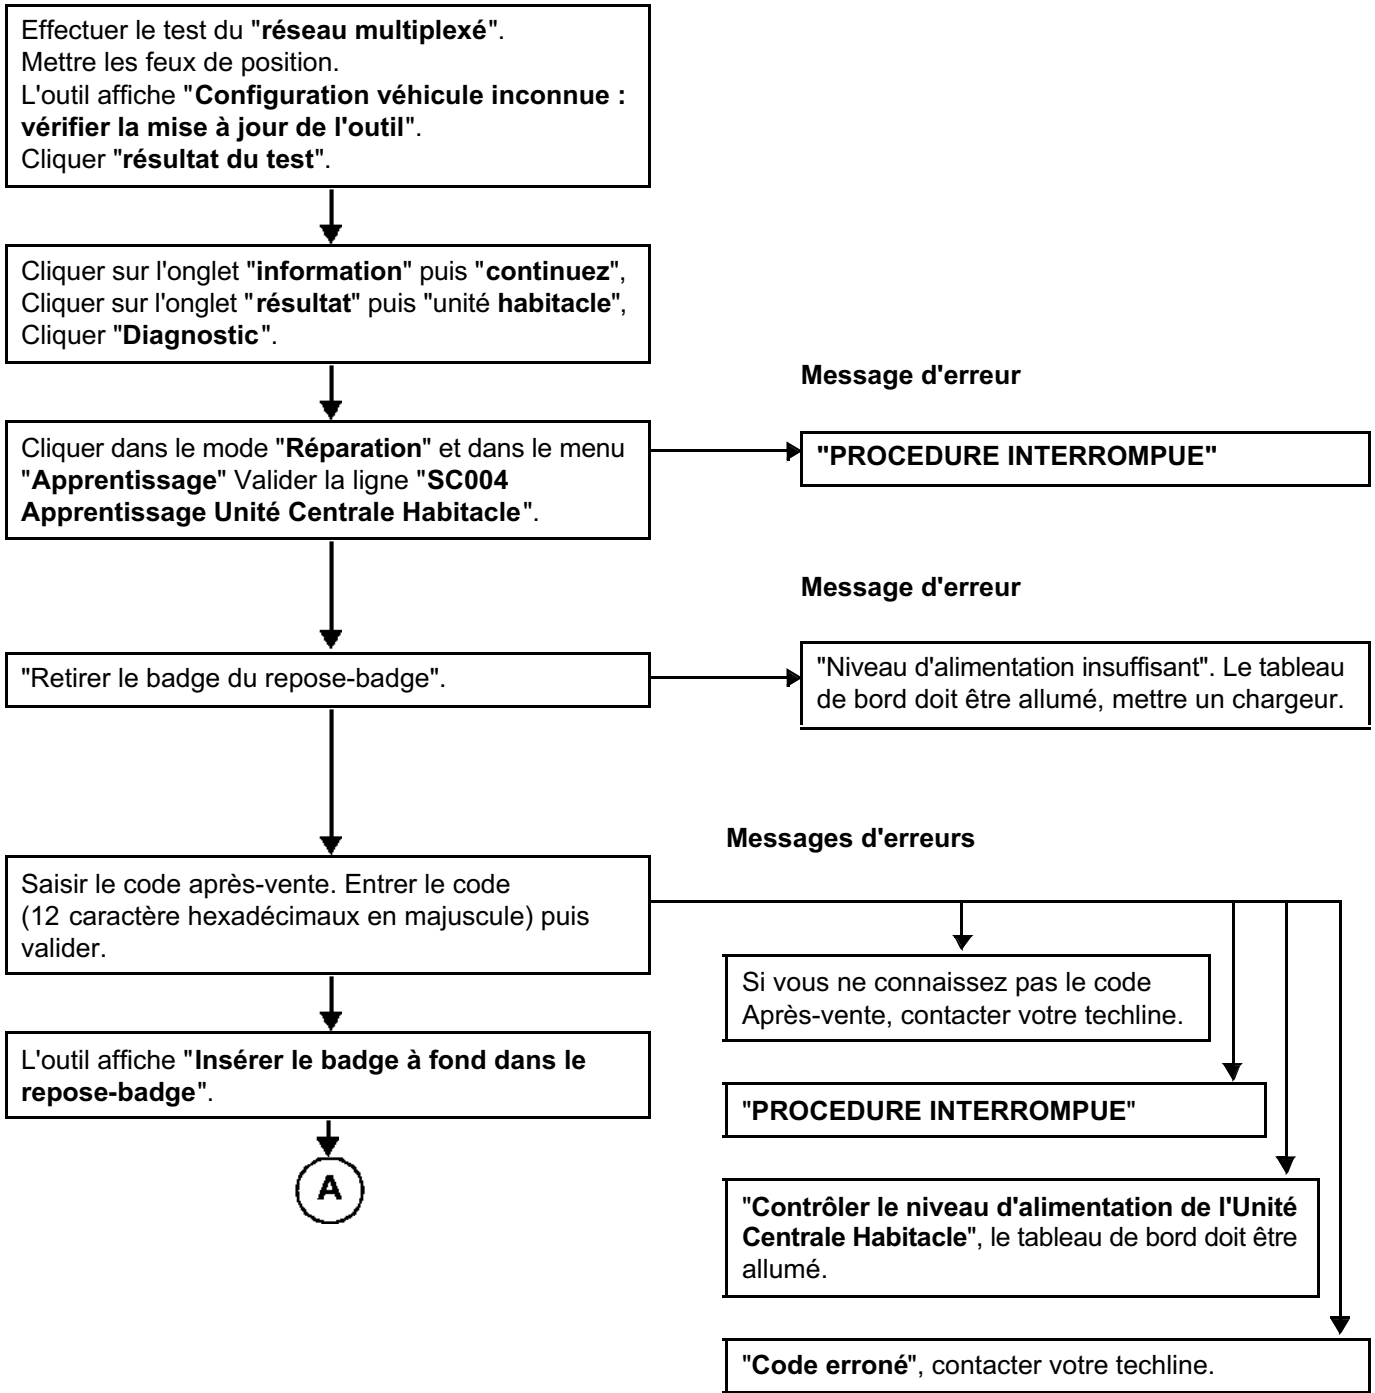 Effectuer le test du "réseau multiplexé".
Mettre les feux de position.
L'outil affiche "Configuration véhicule inconnue :
vérifier la mise à jour de l'outil".
Cliquer "résultat du test".
Cliquer sur l'onglet "information" puis "continuez",
Cliquer sur l'onglet "résultat" puis "unité habitacle",
Cliquer "Diagnostic".
Message d'erreur
Cliquer dans le mode "Réparation" et dans le menu
"Apprentissage" Valider la ligne "SC004
Apprentissage Unité Centrale Habitacle".
"PROCEDURE INTERROMPUE"
Message d'erreur
"Retirer le badge du repose-badge".
"Niveau d'alimentation insuffisant". Le tableau
de bord doit être allumé, mettre un chargeur.
Messages d'erreurs
Saisir le code après-vente. Entrer le code
(12 caractère hexadécimaux en majuscule) puis
valider.
Si vous ne connaissez pas le code
Après-vente, contacter votre techline.
L'outil affiche "Insérer le badge à fond dans le
repose-badge".
"PROCEDURE INTERROMPUE"
A
"Contrôler le niveau d'alimentation de l'Unité
Centrale Habitacle", le tableau de bord doit être
allumé.
"Code erroné", contacter votre techline.